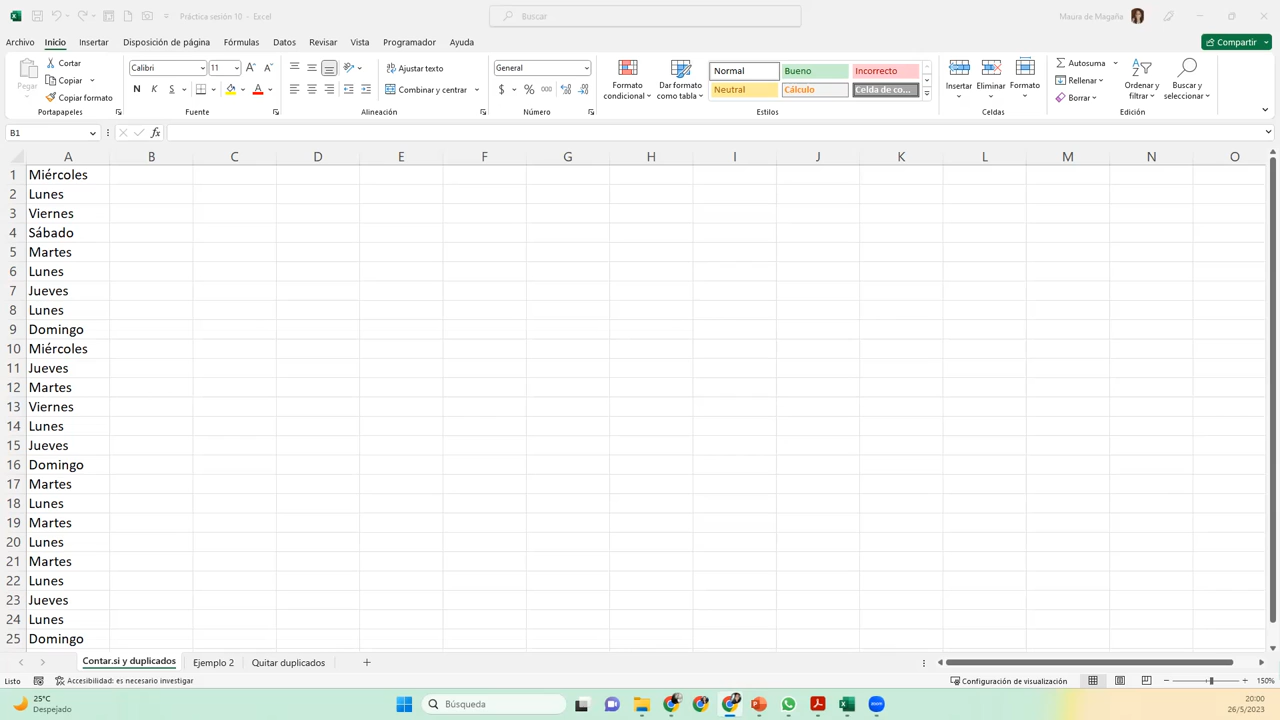 Práctica sesión 10 - Excel
Buscar
Maura de Magaña
Archivo Inicio Insertar Disposición de página Fórmulas Datos Revisar Vista Programador Ayuda
Compartir
Pegar
Cortar
Copiar
Copiar formato
Portapapeles
Calibri 11
N K S
Fuente
Ajustar texto
Combinar y centrar
Alineación
General
$ % 000
Número
Formato condicional
Dar formato como tabla
Normal Bueno Incorrecto
Neutral Cálculo Celda de co...
Estilos
Insertar Eliminar Formato
Celdas
Autosuma
Rellenar
Borrar
Ordenar y filtrar
Buscar y seleccionar
Edición
B1 fx
A B C D E F G H I J K L M N O
1 Miércoles
2 Lunes
3 Viernes
4 Sábado
5 Martes
6 Lunes
7 Jueves
8 Lunes
9 Domingo
10 Miércoles
11 Jueves
12 Martes
13 Viernes
14 Lunes
15 Jueves
16 Domingo
17 Martes
18 Lunes
19 Martes
20 Lunes
21 Martes
22 Lunes
23 Jueves
24 Lunes
25 Domingo
Contar.si y duplicados Ejemplo 2 Quitar duplicados
Listo Accesibilidad: es necesario investigar Configuración de visualización 150%
25°C
Despejado
Búsqueda
20:00
26/5/2023